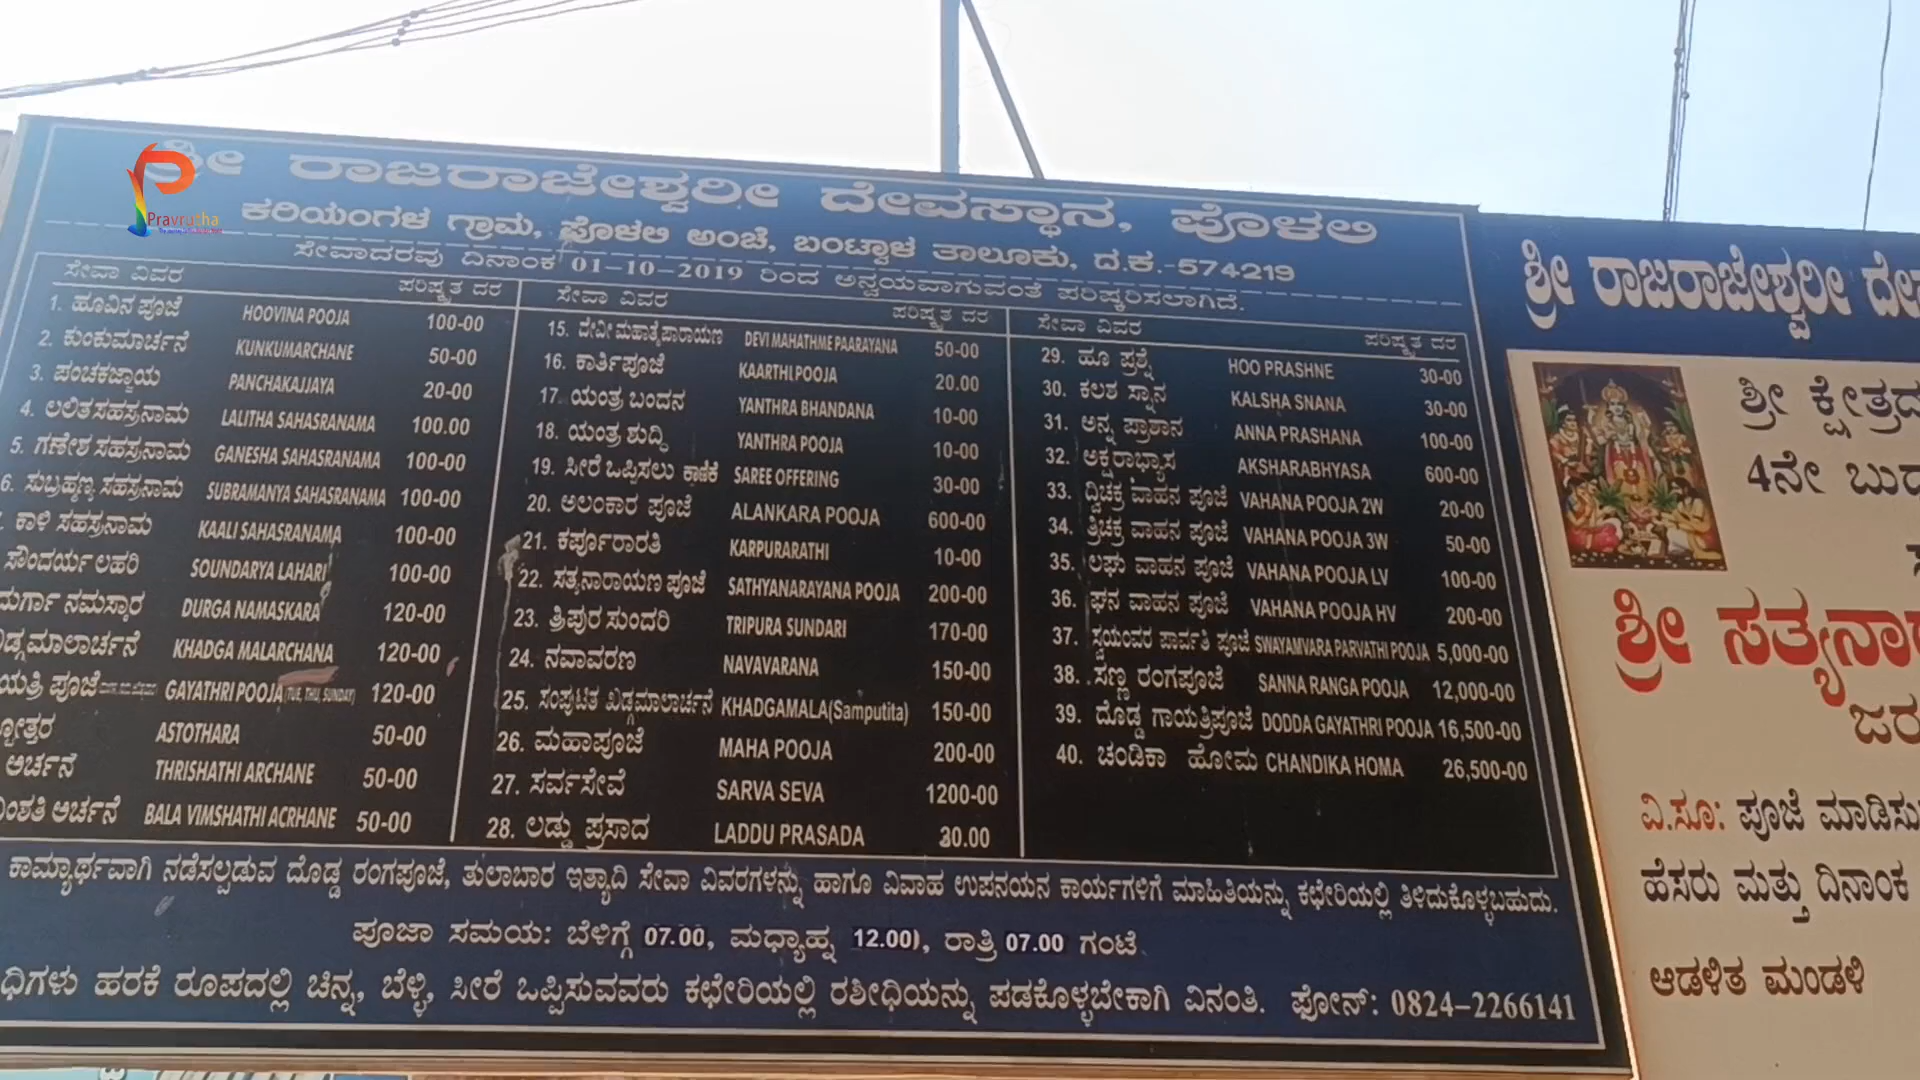 Pravrutha
ಶ್ರೀ ರಾಜರಾಜೇಶ್ವರೀ ದೇವಸ್ಥಾನ, ಪೊಳಲಿ
ಕರಿಯಂಗಳ ಗ್ರಾಮ, ಪೊಳಲಿ ಅಂಚೆ, ಬಂಟ್ವಾಳ ತಾಲೂಕು, ದ.ಕ.-574219
ಸೇವಾದರವು ದಿನಾಂಕ 01-10-2019 ರಿಂದ ಅನ್ವಯವಾಗುವಂತೆ ಪರಿಷ್ಕರಿಸಲಾಗಿದೆ.
ಸೇವಾ ವಿವರ ಪರಿಷ್ಕೃತ ದರ
1. ಹೂವಿನ ಪೂಜೆ HOOVINA POOJA 100-00
2. ಕುಂಕುಮಾರ್ಚನೆ KUNKUMARCHANE 50-00
3. ಪಂಚಕಜ್ಜಾಯ PANCHAKAJJAYA 20-00
4. ಲಲಿತಸಹಸ್ರನಾಮ LALITHA SAHASRANAMA 100.00
5. ಗಣೇಶ ಸಹಸ್ರನಾಮ GANESHA SAHASRANAMA 100-00
6. ಸುಬ್ರಹ್ಮಣ್ಯ ಸಹಸ್ರನಾಮ SUBRAMANYA SAHASRANAMA 100-00
ಕಾಳಿ ಸಹಸ್ರನಾಮ KAALI SAHASRANAMA 100-00
ಸೌಂದರ್ಯಲಹರಿ SOUNDARYA LAHARI 100-00
ದುರ್ಗಾ ನಮಸ್ಕಾರ DURGA NAMASKARA 120-00
ಡ್ಗಮಾಲಾರ್ಚನೆ KHADGA MALARCHANA 120-00
ಯತ್ರಿ ಪೂಜೆ GAYATHRI POOJA (TUE, THU, SUNDAY) 120-00
ೋತ್ತರ ASTOTHARA 50-00
ಅರ್ಚನೆ THRISHATHI ARCHANE 50-00
ಂಶತಿ ಅರ್ಚನೆ BALA VIMSHATHI ACRHANE 50-00
ಸೇವಾ ವಿವರ ಪರಿಷ್ಕೃತ ದರ
15. ದೇವೀ ಮಹಾತ್ಮೆಪಾರಾಯಣ DEVI MAHATHME PAARAYANA 50-00
16. ಕಾರ್ತಿಪೂಜೆ KAARTHI POOJA 20.00
17. ಯಂತ್ರ ಬಂದನ YANTHRA BHANDANA 10-00
18. ಯಂತ್ರ ಶುದ್ಧಿ YANTHRA POOJA 10-00
19. ಸೀರೆ ಒಪ್ಪಿಸಲು ಕಾಣಿಕೆ SAREE OFFERING 30-00
20. ಅಲಂಕಾರ ಪೂಜೆ ALANKARA POOJA 600-00
21. ಕರ್ಪೂರಾರತಿ KARPURARATHI 10-00
22. ಸತ್ಯನಾರಾಯಣ ಪೂಜೆ SATHYANARAYANA POOJA 200-00
23. ತ್ರಿಪುರ ಸುಂದರಿ TRIPURA SUNDARI 170-00
24. ನವಾವರಣ NAVAVARANA 150-00
25. ಸಂಪುಟಿತ ಖಡ್ಗಮಾಲಾರ್ಚನೆ KHADGAMALA(Samputita) 150-00
26. ಮಹಾಪೂಜೆ MAHA POOJA 200-00
27. ಸರ್ವಸೇವೆ SARVA SEVA 1200-00
28. ಲಡ್ಡು ಪ್ರಸಾದ LADDU PRASADA 30.00
ಸೇವಾ ವಿವರ ಪರಿಷ್ಕೃತ ದರ
29. ಹೂ ಪ್ರಶ್ನೆ HOO PRASHNE 30-00
30. ಕಲಶ ಸ್ನಾನ KALSHA SNANA 30-00
31. ಅನ್ನ ಪ್ರಾಶಾನ ANNA PRASHANA 100-00
32. ಅಕ್ಷರಾಭ್ಯಾಸ AKSHARABHYASA 600-00
33. ದ್ವಿಚಕ್ರ ವಾಹನ ಪೂಜೆ VAHANA POOJA 2W 20-00
34. ತ್ರಿಚಕ್ರ ವಾಹನ ಪೂಜೆ VAHANA POOJA 3W 50-00
35. ಲಘು ವಾಹನ ಪೂಜೆ VAHANA POOJA LV 100-00
36. ಘನ ವಾಹನ ಪೂಜೆ VAHANA POOJA HV 200-00
37. ಸ್ವಯಂವರ ಪಾರ್ವತಿ ಪೂಜೆ SWAYAMVARA PARVATHI POOJA 5,000-00
38. ಸಣ್ಣ ರಂಗಪೂಜೆ SANNA RANGA POOJA 12,000-00
39. ದೊಡ್ಡ ಗಾಯತ್ರಿಪೂಜೆ DODDA GAYATHRI POOJA 16,500-00
40. ಚಂಡಿಕಾ ಹೋಮ CHANDIKA HOMA 26,500-00
ಕಾಮ್ಯಾರ್ಥವಾಗಿ ನಡೆಸಲ್ಪಡುವ ದೊಡ್ಡ ರಂಗಪೂಜೆ, ತುಲಾಬಾರ ಇತ್ಯಾದಿ ಸೇವಾ ವಿವರಗಳನ್ನು ಹಾಗೂ ವಿವಾಹ ಉಪನಯನ ಕಾರ್ಯಗಳಿಗೆ ಮಾಹಿತಿಯನ್ನು ಕಛೇರಿಯಲ್ಲಿ ತಿಳಿದುಕೊಳ್ಳಬಹುದು.
ಪೂಜಾ ಸಮಯ: ಬೆಳಿಗ್ಗೆ 07.00, ಮಧ್ಯಾಹ್ನ 12.00), ರಾತ್ರಿ 07.00 ಗಂಟೆ.
ಧಿಗಳು ಹರಕೆ ರೂಪದಲ್ಲಿ ಚಿನ್ನ, ಬೆಳ್ಳಿ, ಸೀರೆ ಒಪ್ಪಿಸುವವರು ಕಛೇರಿಯಲ್ಲಿ ರಶೀಧಿಯನ್ನು ಪಡಕೊಳ್ಳಬೇಕಾಗಿ ವಿನಂತಿ. ಫೋನ್: 0824-2266141
ಶ್ರೀ ರಾಜರಾಜೇಶ್ವರೀ ದೇವ
ಶ್ರೀ ಕ್ಷೇತ್ರದ
4ನೇ ಬುಧ
ಶ್ರೀ ಸತ್ಯನಾರ
ಜರ
ವಿ.ಸೂ: ಪೂಜೆ ಮಾಡಿಸು
ಹೆಸರು ಮತ್ತು ದಿನಾಂಕ
ಆಡಳಿತ ಮಂಡಳಿ